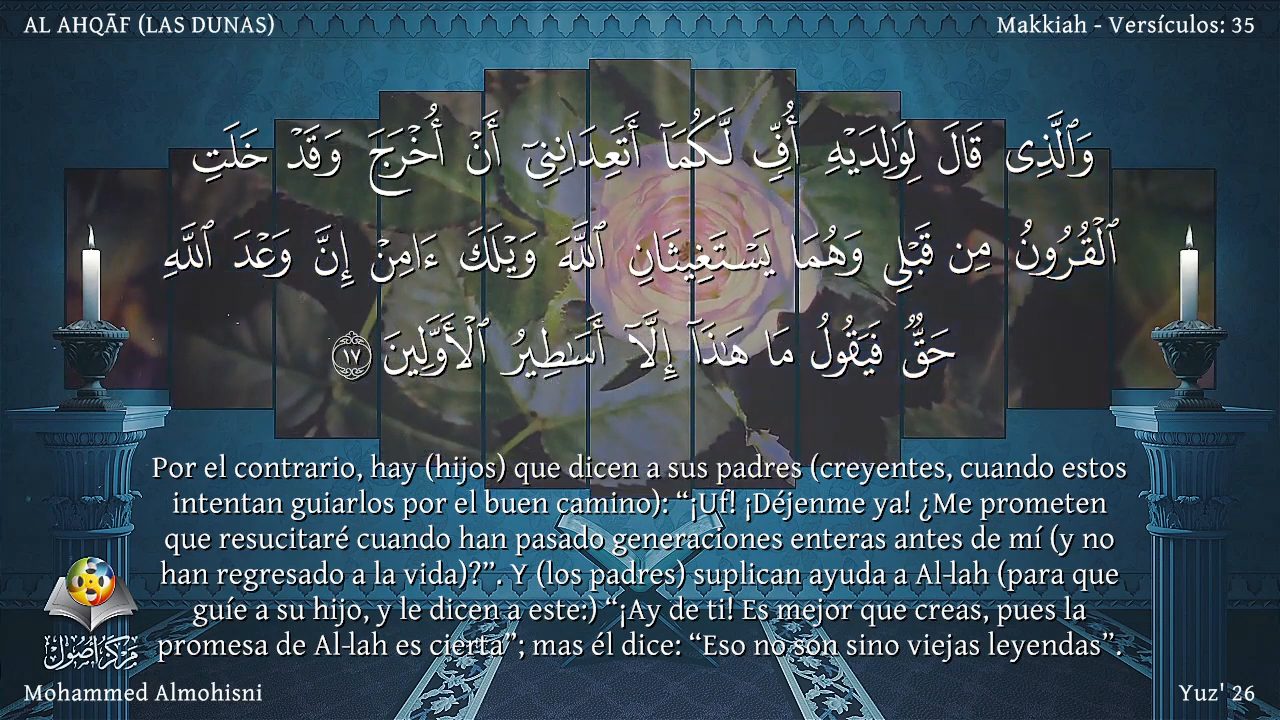 AL AHQĀF (LAS DUNAS)
Makkiah - Versículos: 35
وَٱلَّذِى قَالَ لِوَٰلِدَيْهِ أُفٍّ لَّكُمَآ أَتَعِدَانِنِىٓ أَنْ أُخْرَجَ وَقَدْ خَلَتِ
ٱلْقُرُونُ مِن قَبْلِى وَهُمَا يَسْتَغِيثَانِ ٱللَّهَ وَيْلَكَ ءَامِنْ إِنَّ وَعْدَ ٱللَّهِ
حَقٌّ فَيَقُولُ مَا هَٰذَآ إِلَّآ أَسَٰطِيرُ ٱلْأَوَّلِينَ ١٧
Por el contrario, hay (hijos) que dicen a sus padres (creyentes, cuando estos
intentan guiarlos por el buen camino): “¡Uf! ¡Déjenme ya! ¿Me prometen
que resucitaré cuando han pasado generaciones enteras antes de mí (y no
han regresado a la vida)?”. Y (los padres) suplican ayuda a Al-lah (para que
guíe a su hijo, y le dicen a este:) “¡Ay de ti! Es mejor que creas, pues la
promesa de Al-lah es cierta”; mas él dice: “Eso no son sino viejas leyendas”.
مركز أصول
Mohammed Almohisni
Yuz' 26